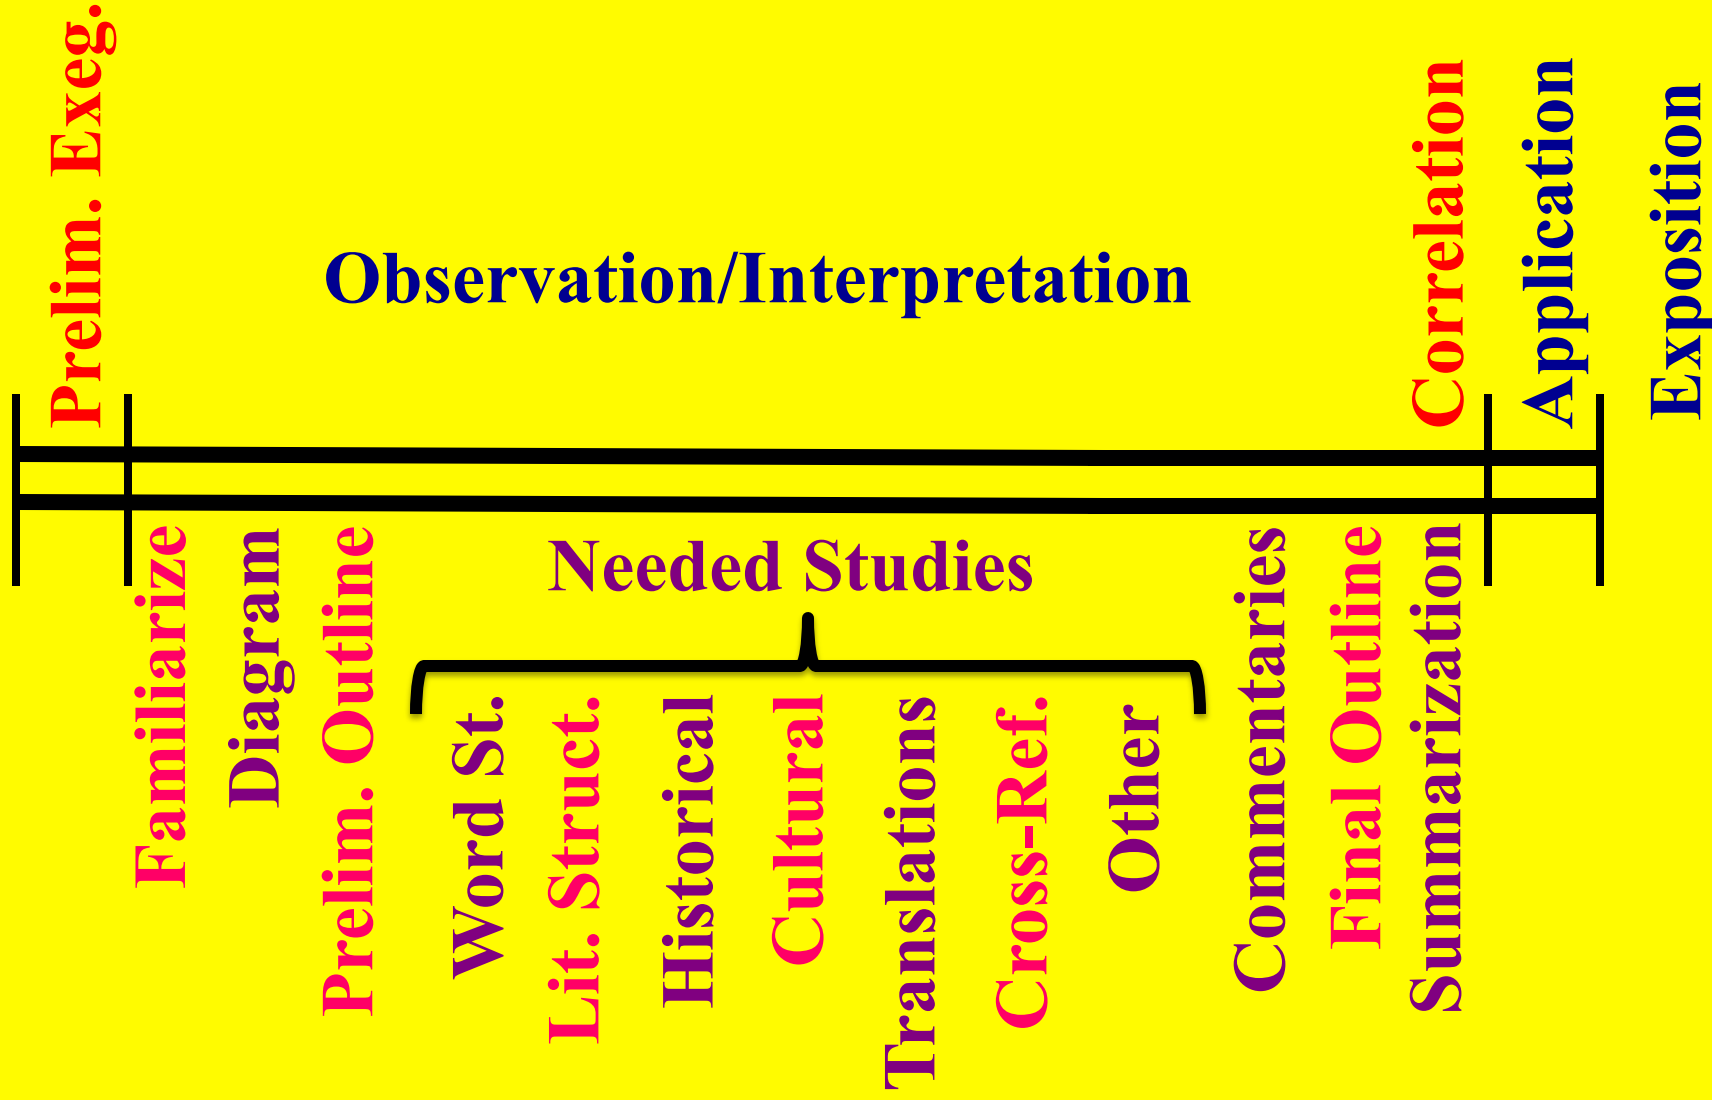 Prelim. Exeg.
Observation/Interpretation
Correlation
Application
Exposition
Familiarize
Diagram
Prelim. Outline
Needed Studies
Word St.
Lit. Struct.
Historical
Cultural
Translations
Cross-Ref.
Other
Commentaries
Final Outline
Summarization